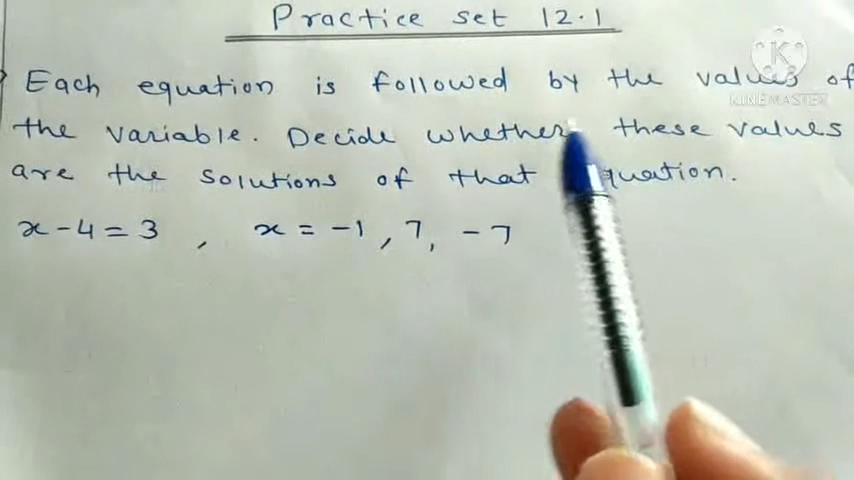 Practice set 12.1
Each equation is followed by the values of
the variable. Decide whether these values
are the solutions of that quation.
x - 4 = 3 , x = -1, 7, -7
K
KINEMASTER